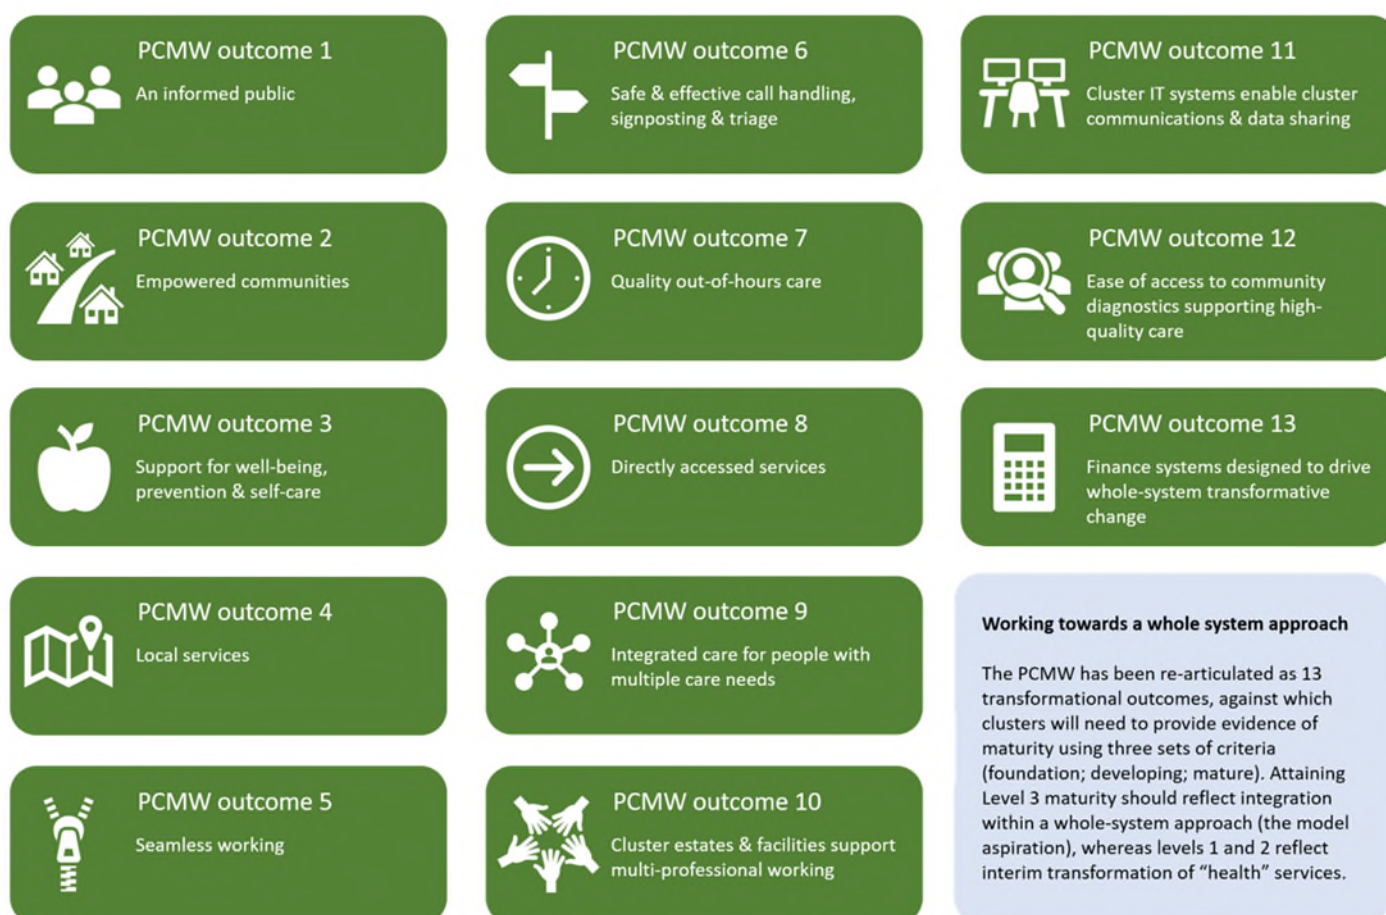 PCMW outcome 1
An informed public
PCMW outcome 2
Empowered communities
PCMW outcome 3
Support for well-being,
prevention & self-care
PCMW outcome 4
Local services
PCMW outcome 5
Seamless working
PCMW outcome 6
Safe & effective call handling,
signposting & triage
PCMW outcome 7
Quality out-of-hours care
PCMW outcome 8
Directly accessed services
PCMW outcome 9
Integrated care for people with
multiple care needs
PCMW outcome 10
Cluster estates & facilities support
multi-professional working
PCMW outcome 11
Cluster IT systems enable cluster
communications & data sharing
PCMW outcome 12
Ease of access to community
diagnostics supporting high-
quality care
PCMW outcome 13
Finance systems designed to drive
whole-system transformative
change
Working towards a whole system approach
The PCMW has been re-articulated as 13
transformational outcomes, against which
clusters will need to provide evidence of
maturity using three sets of criteria
(foundation; developing; mature). Attaining
Level 3 maturity should reflect integration
within a whole-system approach (the model
aspiration), whereas levels 1 and 2 reflect
interim transformation of “health” services.